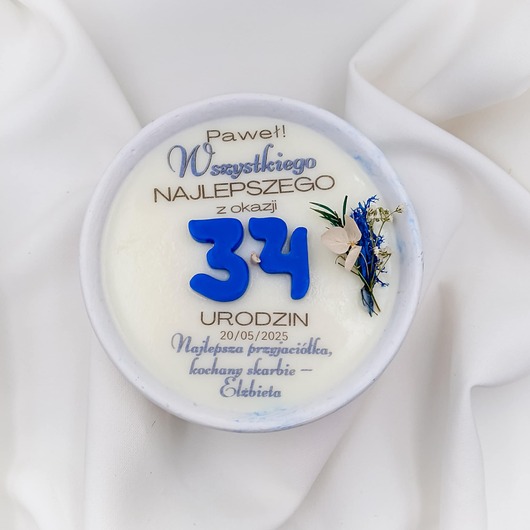 Paweł!
Wszystkiego
NAJLEPSZEGO
z okazji
34
URODZIN
20/05/2025
Najlepsza przyjaciółka,
kochany skarbie –
Elżbieta